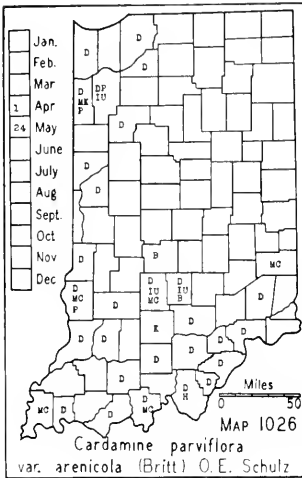 Jan.
Feb.
Mar
1 Apr
24 May
June
July
Aug
Sept.
Oct
Nov
Dec
D D
D
D DP
MK IU
P
D
D
D
D
B
D D
IU IU
MC B
MC
D
MC
P
D
D
K
D
D
D D
D
D
D
D
D
D
H
MC D
D
D
MC
Miles
0 50
MAP 1026
Cardamine parviflora
var. arenicola (Britt) O. E. Schulz